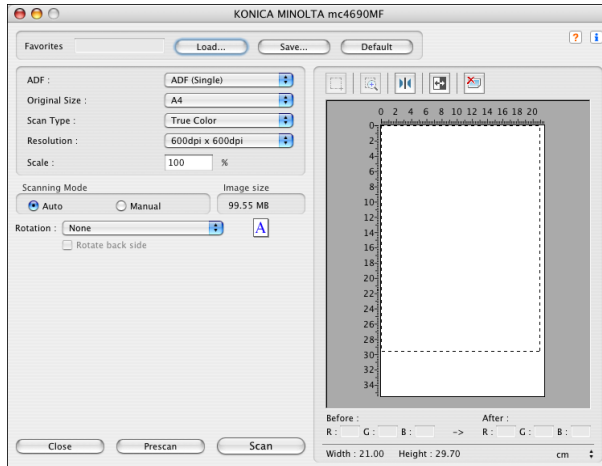 KONICA MINOLTA mc4690MF
Favorites Load... Save... Default ? i
ADF : ADF (Single)
Original Size : A4
Scan Type : True Color
Resolution : 600dpi x 600dpi
Scale : 100 %
Scanning Mode Image size
Auto Manual 99.55 MB
Rotation : None A
Rotate back side
Close Prescan Scan
0 2 4 6 8 10 12 14 16 18 20
0
2
4
6
8
10
12
14
16
18
20
22
24
26
28
30
32
34
Before : After :
R : G : B : -> R : G : B :
Width : 21.00 Height : 29.70 cm